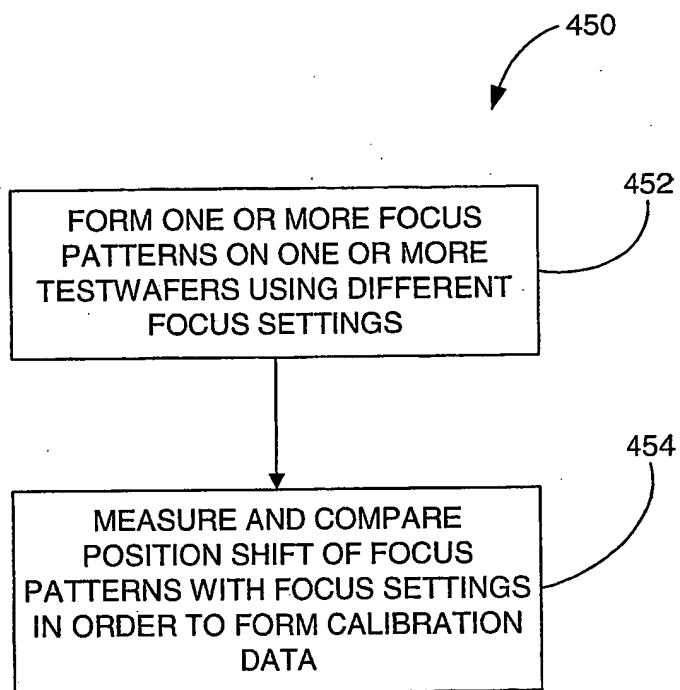 450
452
FORM ONE OR MORE FOCUS
PATTERNS ON ONE OR MORE
TESTWAFERS USING DIFFERENT
FOCUS SETTINGS
454
MEASURE AND COMPARE
POSITION SHIFT OF FOCUS
PATTERNS WITH FOCUS SETTINGS
IN ORDER TO FORM CALIBRATION
DATA